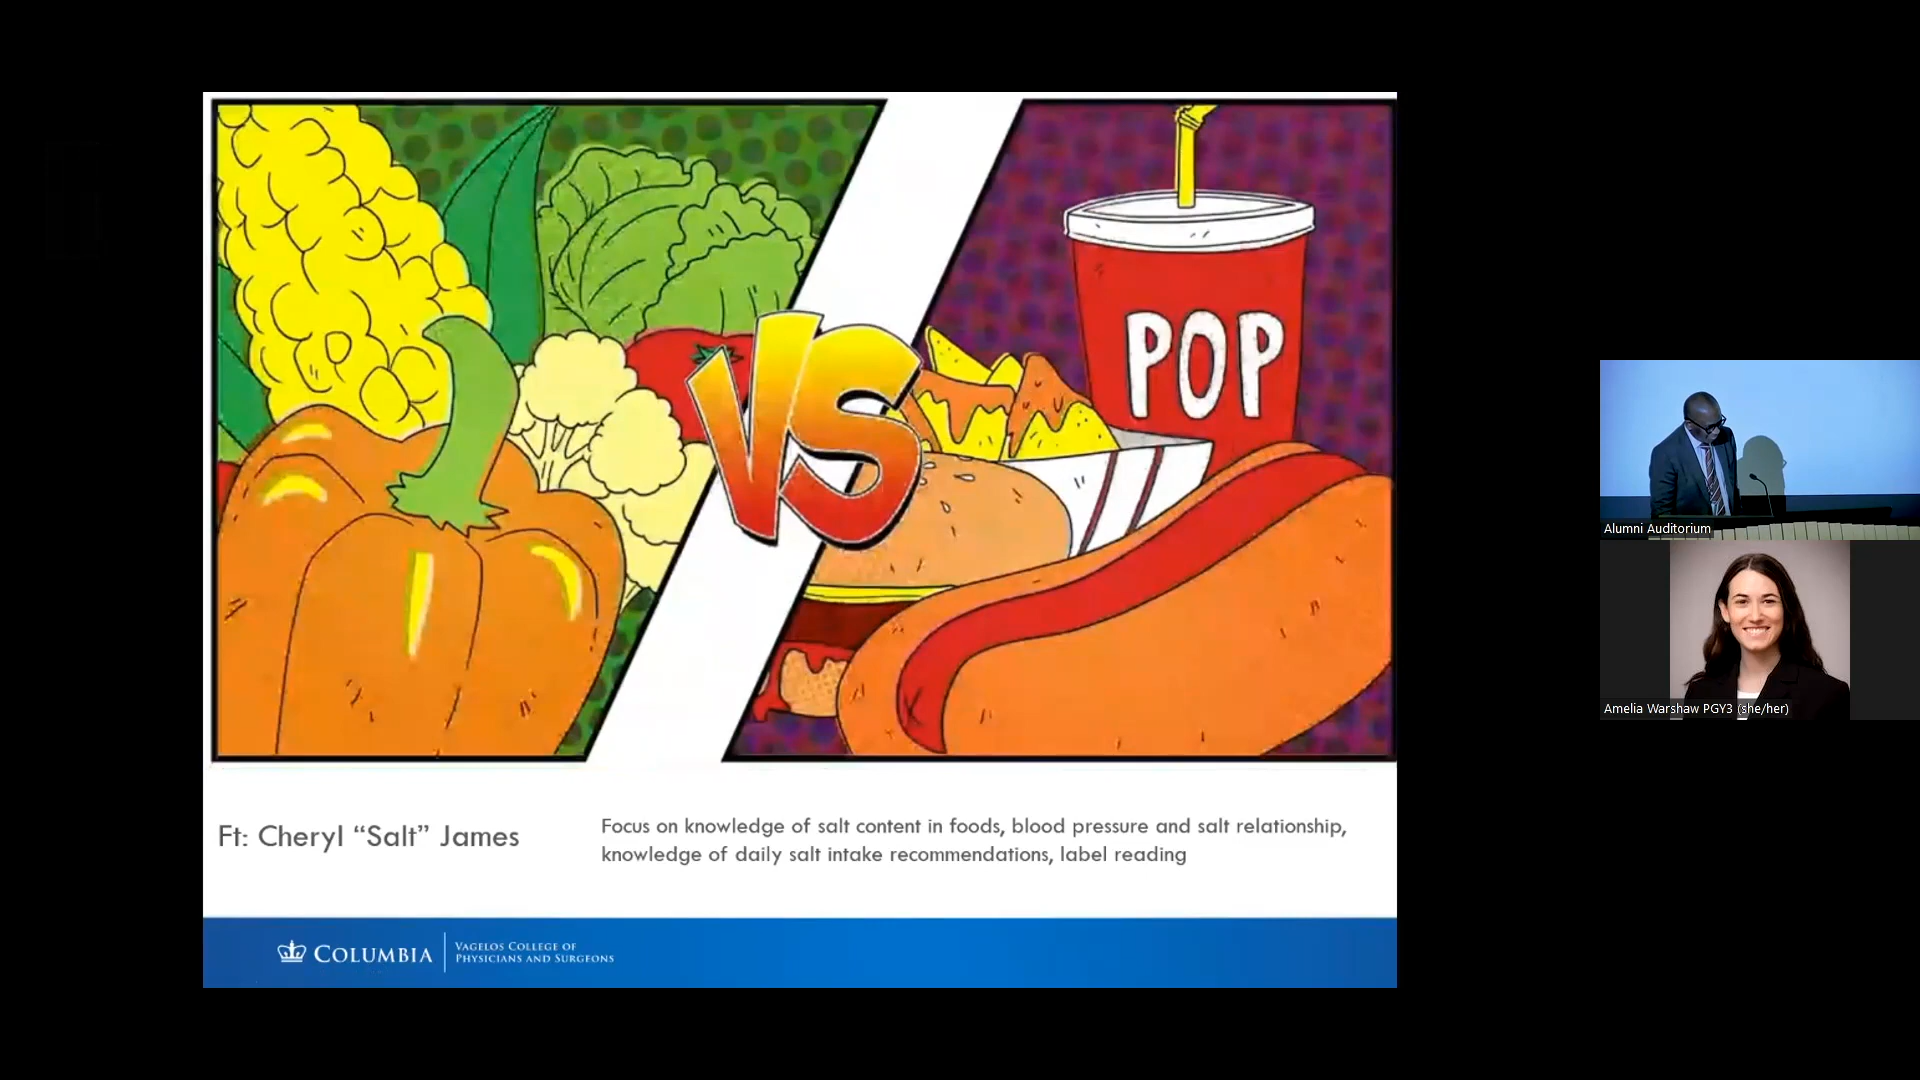 VS
POP
Ft: Cheryl “Salt” James
Focus on knowledge of salt content in foods, blood pressure and salt relationship,
knowledge of daily salt intake recommendations, label reading
COLUMBIA
VAGELOS COLLEGE OF
PHYSICIANS AND SURGEONS
Alumni Auditorium
Amelia Warshaw PGY3 (she/her)